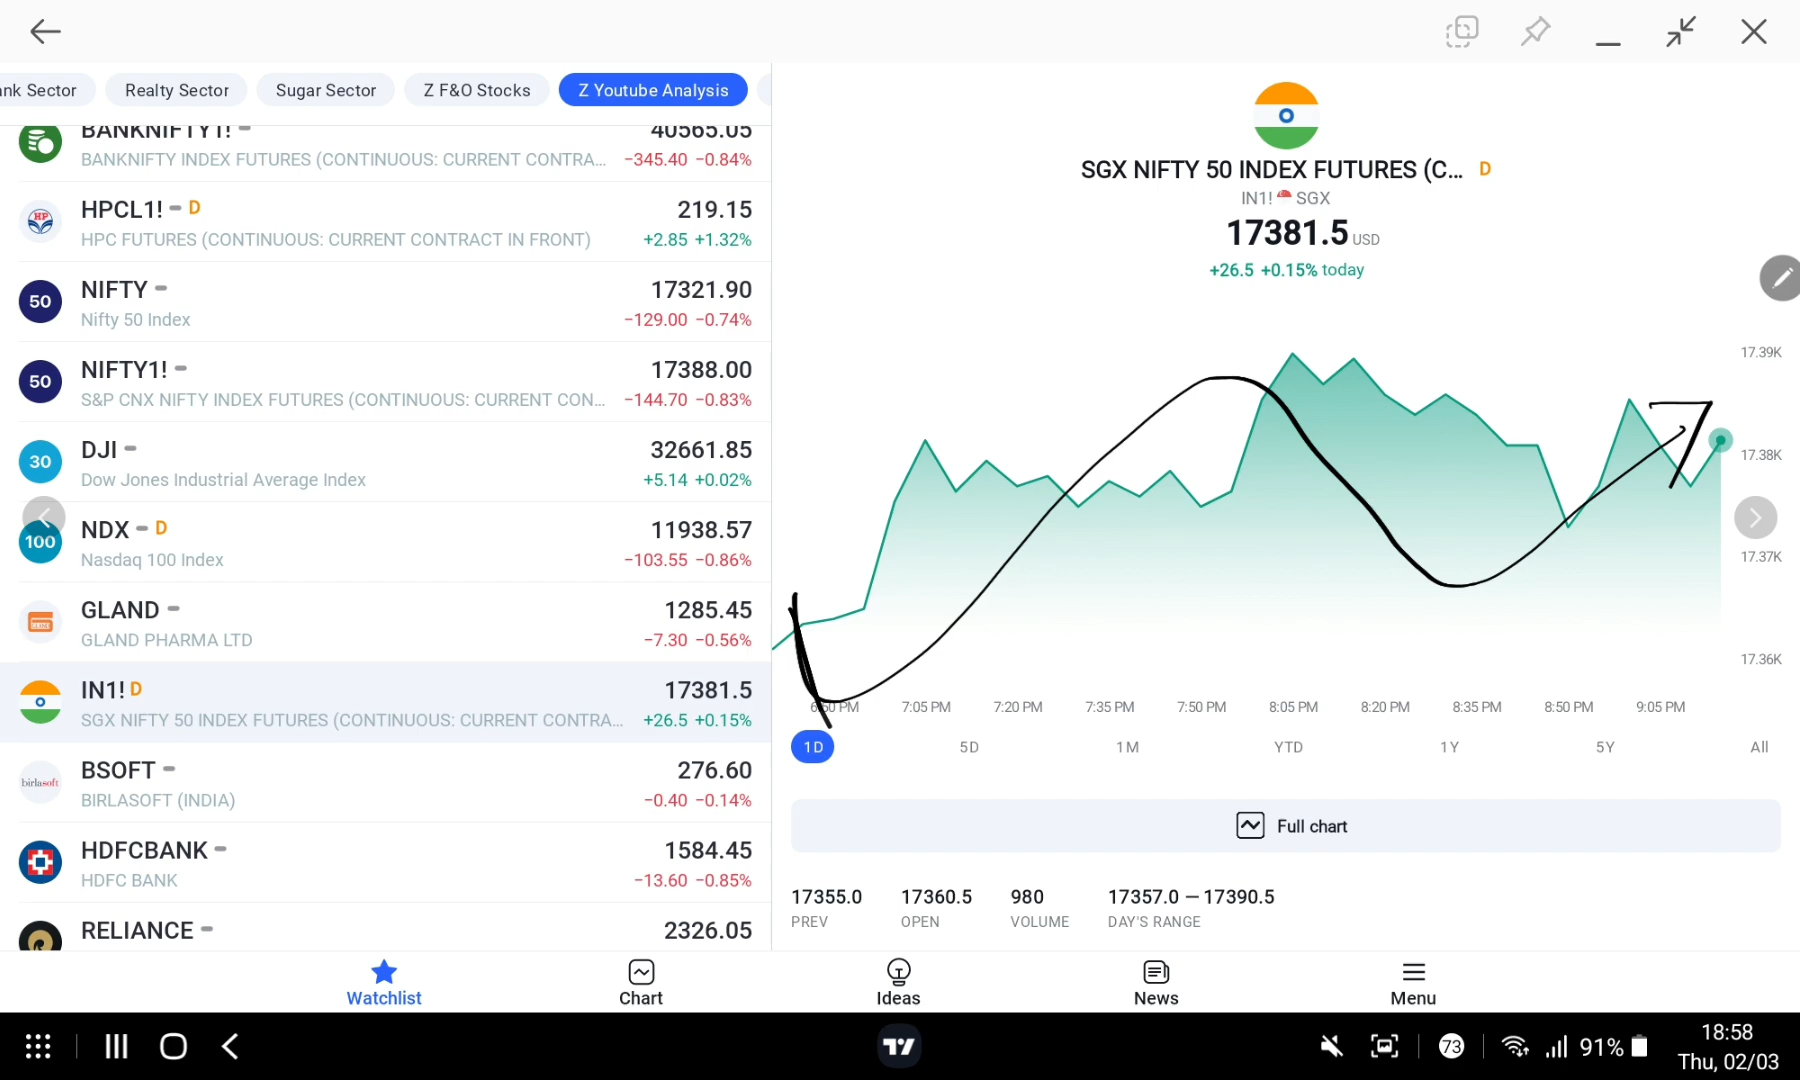 nk Sector
Realty Sector
Sugar Sector
Z F&O Stocks
Z Youtube Analysis
BANKNIFTY1!
40565.05
BANKNIFTY INDEX FUTURES (CONTINUOUS: CURRENT CONTRA...
−345.40 −0.84%
HP
HPCL1! D
219.15
HPC FUTURES (CONTINUOUS: CURRENT CONTRACT IN FRONT)
+2.85 +1.32%
50
NIFTY
17321.90
Nifty 50 Index
−129.00 −0.74%
50
NIFTY1!
17388.00
S&P CNX NIFTY INDEX FUTURES (CONTINUOUS: CURRENT CON...
−144.70 −0.83%
30
DJI
32661.85
Dow Jones Industrial Average Index
+5.14 +0.02%
100
NDX D
11938.57
Nasdaq 100 Index
−103.55 −0.86%
GLAND
GLAND
1285.45
GLAND PHARMA LTD
−7.30 −0.56%
IN1! D
17381.5
SGX NIFTY 50 INDEX FUTURES (CONTINUOUS: CURRENT CONTRA...
+26.5 +0.15%
birlasoft
BSOFT
276.60
BIRLASOFT (INDIA)
−0.40 −0.14%
HDFCBANK
1584.45
HDFC BANK
−13.60 −0.85%
RELIANCE
2326.05
SGX NIFTY 50 INDEX FUTURES (C... D
IN1! SGX
17381.5 USD
+26.5 +0.15% today
17.39K
17.38K
17.37K
17.36K
6:50 PM
7:05 PM
7:20 PM
7:35 PM
7:50 PM
8:05 PM
8:20 PM
8:35 PM
8:50 PM
9:05 PM
1D
5D
1M
YTD
1Y
5Y
All
Full chart
17355.0
17360.5
980
17357.0 — 17390.5
PREV
OPEN
VOLUME
DAY'S RANGE
Watchlist
Chart
Ideas
News
Menu
73
91%
18:58
Thu, 02/03